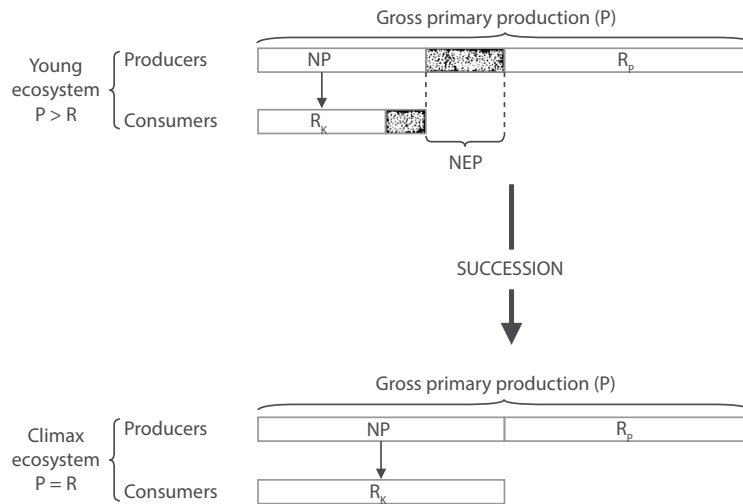 Gross primary production (P)
Young
ecosystem
P > R
Producers
NP
R_P
Consumers
R_K
NEP
SUCCESSION
Gross primary production (P)
Climax
ecosystem
P = R
Producers
NP
R_P
Consumers
R_K